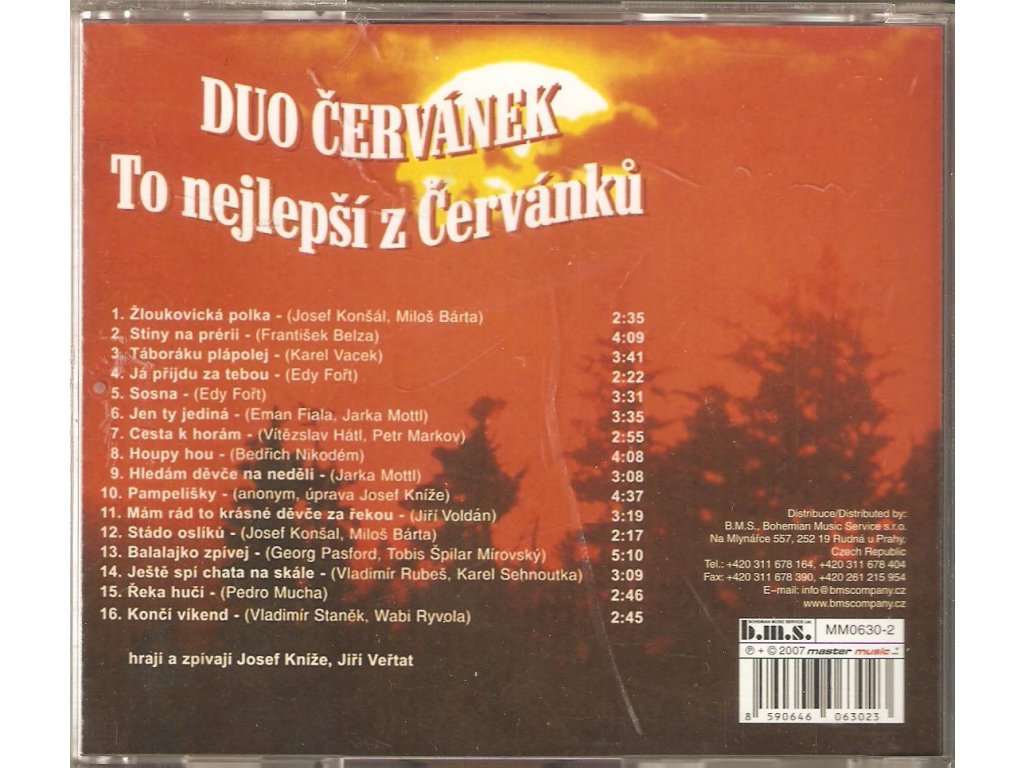 DUO ČERVÁNEK
To nejlepší z Červánků
1. Žloukovická polka - (Josef Konšál, Miloš Bárta) 2:35
2. Stíny na prérii - (František Belza) 4:09
3. Táboráku plápolej - (Karel Vacek) 3:41
4. Já příjdu za tebou - (Edy Fořt) 2:22
5. Sosna - (Edy Fořt) 3:31
6. Jen ty jediná - (Eman Fiala, Jarka Mottl) 3:35
7. Cesta k horám - (Vítězslav Hátl, Petr Markov) 2:55
8. Houpy hou - (Bedřich Nikodém) 4:08
9. Hledám děvče na neděli - (Jarka Mottl) 3:08
10. Pampelišky - (anonym, úprava Josef Kníže) 4:37
11. Mám rád to krásné děvče za řekou - (Jiří Voldán) 3:19
12. Stádo oslíků - (Josef Konšal, Miloš Bárta) 2:17
13. Balalajko zpívej - (Georg Pasford, Tobis Špilar Mírovský) 5:10
14. Ještě spí chata na skále - (Vladimír Rubeš, Karel Sehnoutka) 3:09
15. Řeka hučí - (Pedro Mucha) 2:46
16. Končí víkend - (Vladimír Staněk, Wabi Ryvola) 2:45
hrají a zpívají Josef Kníže, Jiří Veřtat
Distribuce/Distributed by:
B.M.S., Bohemian Music Service s.r.o.
Na Mlynářce 557, 252 19 Rudná u Prahy,
Czech Republic
Tel.: +420 311 678 164, +420 311 678 404
Fax: +420 311 678 390, +420 261 215 954
E-mail: info@bmscompany.cz
www.bmscompany.cz
BOHEMIAN MUSIC SERVICE Ltd.
b.m.s. MM0630-2
℗ + © 2007 master music
8 590646 063023